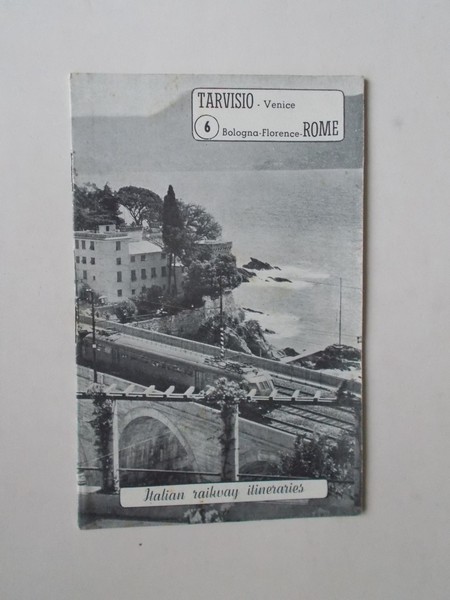 TARVISIO - Venice
6 Bologna-Florence-ROME
Italian railway itineraries